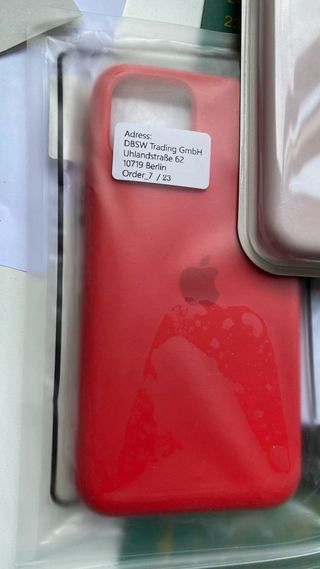 Adress:
DBSW Trading GmbH
Uhlandstraße 62
10719 Berlin
Order_7 / 23